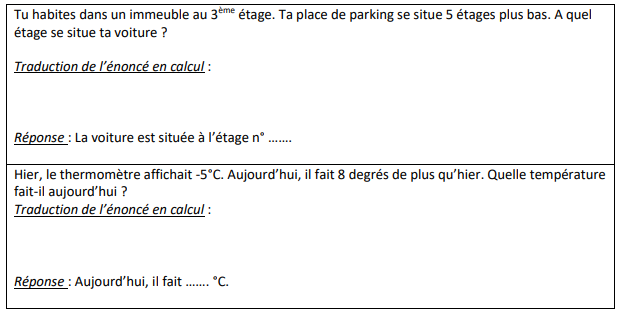 Tu habites dans un immeuble au 3ème étage. Ta place de parking se situe 5 étages plus bas. A quel
étage se situe ta voiture ?
Traduction de l’énoncé en calcul :
Réponse : La voiture est située à l’étage n° …….
Hier, le thermomètre affichait -5°C. Aujourd’hui, il fait 8 degrés de plus qu’hier. Quelle température
fait-il aujourd’hui ?
Traduction de l’énoncé en calcul :
Réponse : Aujourd’hui, il fait ……. °C.